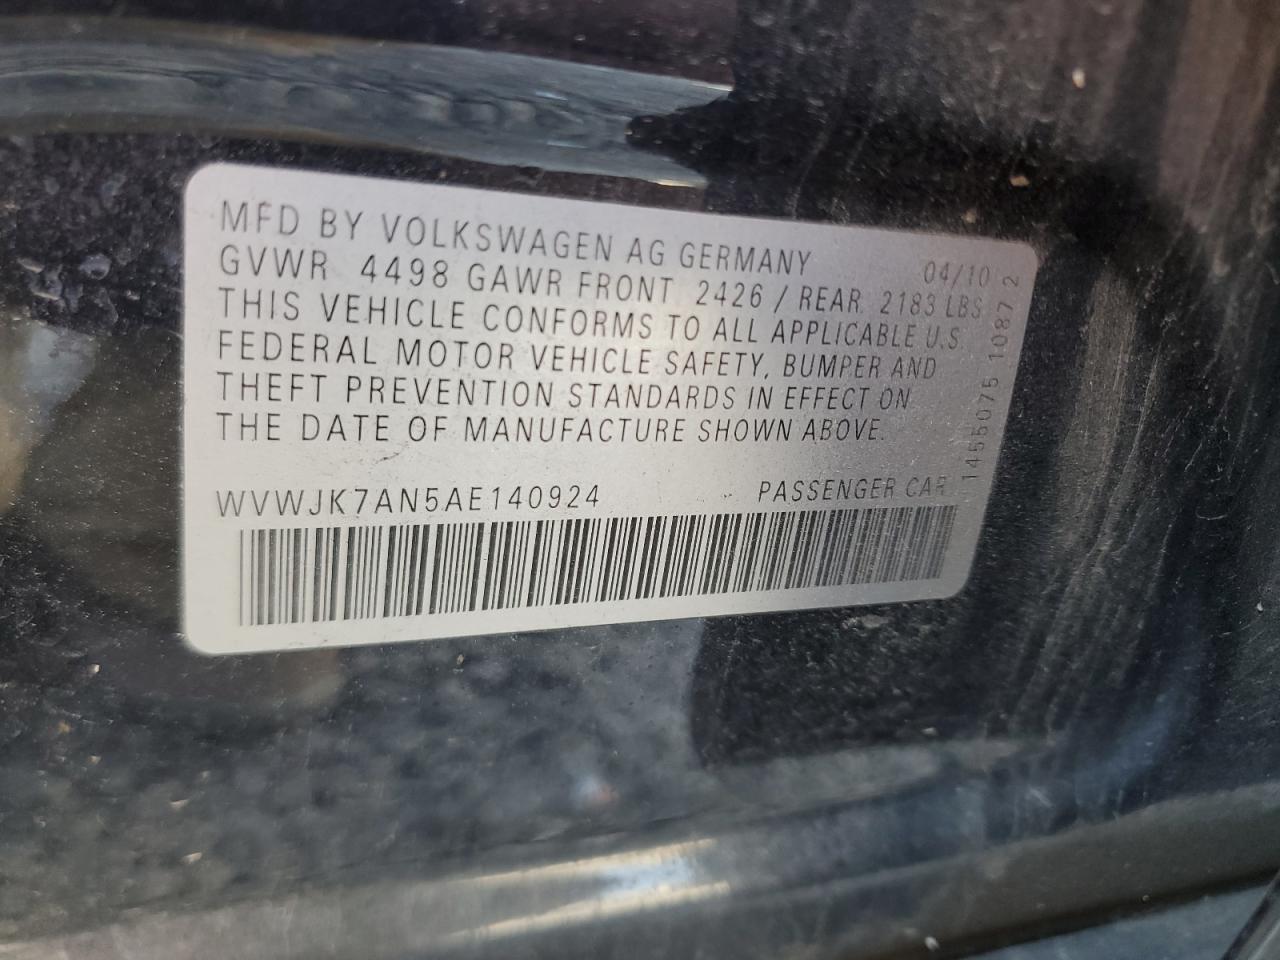 MFD BY VOLKSWAGEN AG GERMANY 04/10
GVWR 4498 GAWR FRONT 2426 / REAR 2183 LBS
THIS VEHICLE CONFORMS TO ALL APPLICABLE U.S.
FEDERAL MOTOR VEHICLE SAFETY, BUMPER AND
THEFT PREVENTION STANDARDS IN EFFECT ON
THE DATE OF MANUFACTURE SHOWN ABOVE.
WVWJK7AN5AE140924 PASSENGER CAR
1455075 1087 2